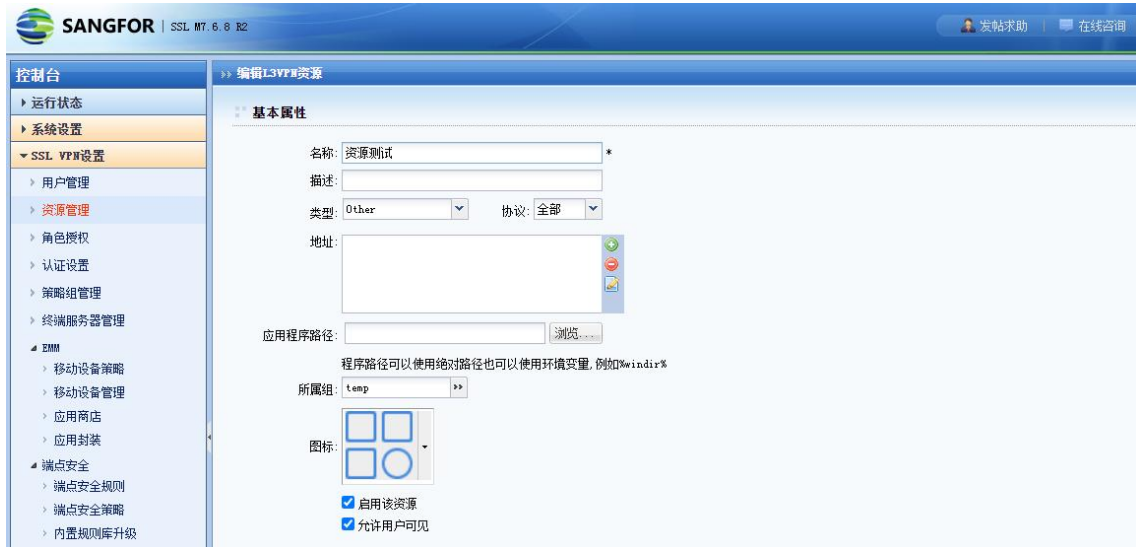 SANGFOR | SSL M7.6.8 R2
发帖求助 | 在线咨询
控制台
运行状态
系统设置
SSL VPN设置
用户管理
资源管理
角色授权
认证设置
策略组管理
终端服务器管理
EMM
移动设备策略
移动设备管理
应用商店
应用封装
端点安全
端点安全规则
端点安全策略
内置规则库升级
编辑L3VPN资源
基本属性
名称: 资源测试 *
描述:
类型: Other 协议: 全部
地址:
应用程序路径: 浏览...
程序路径可以使用绝对路径也可以使用环境变量,例如%windir%
所属组: temp
图标:
启用该资源
允许用户可见